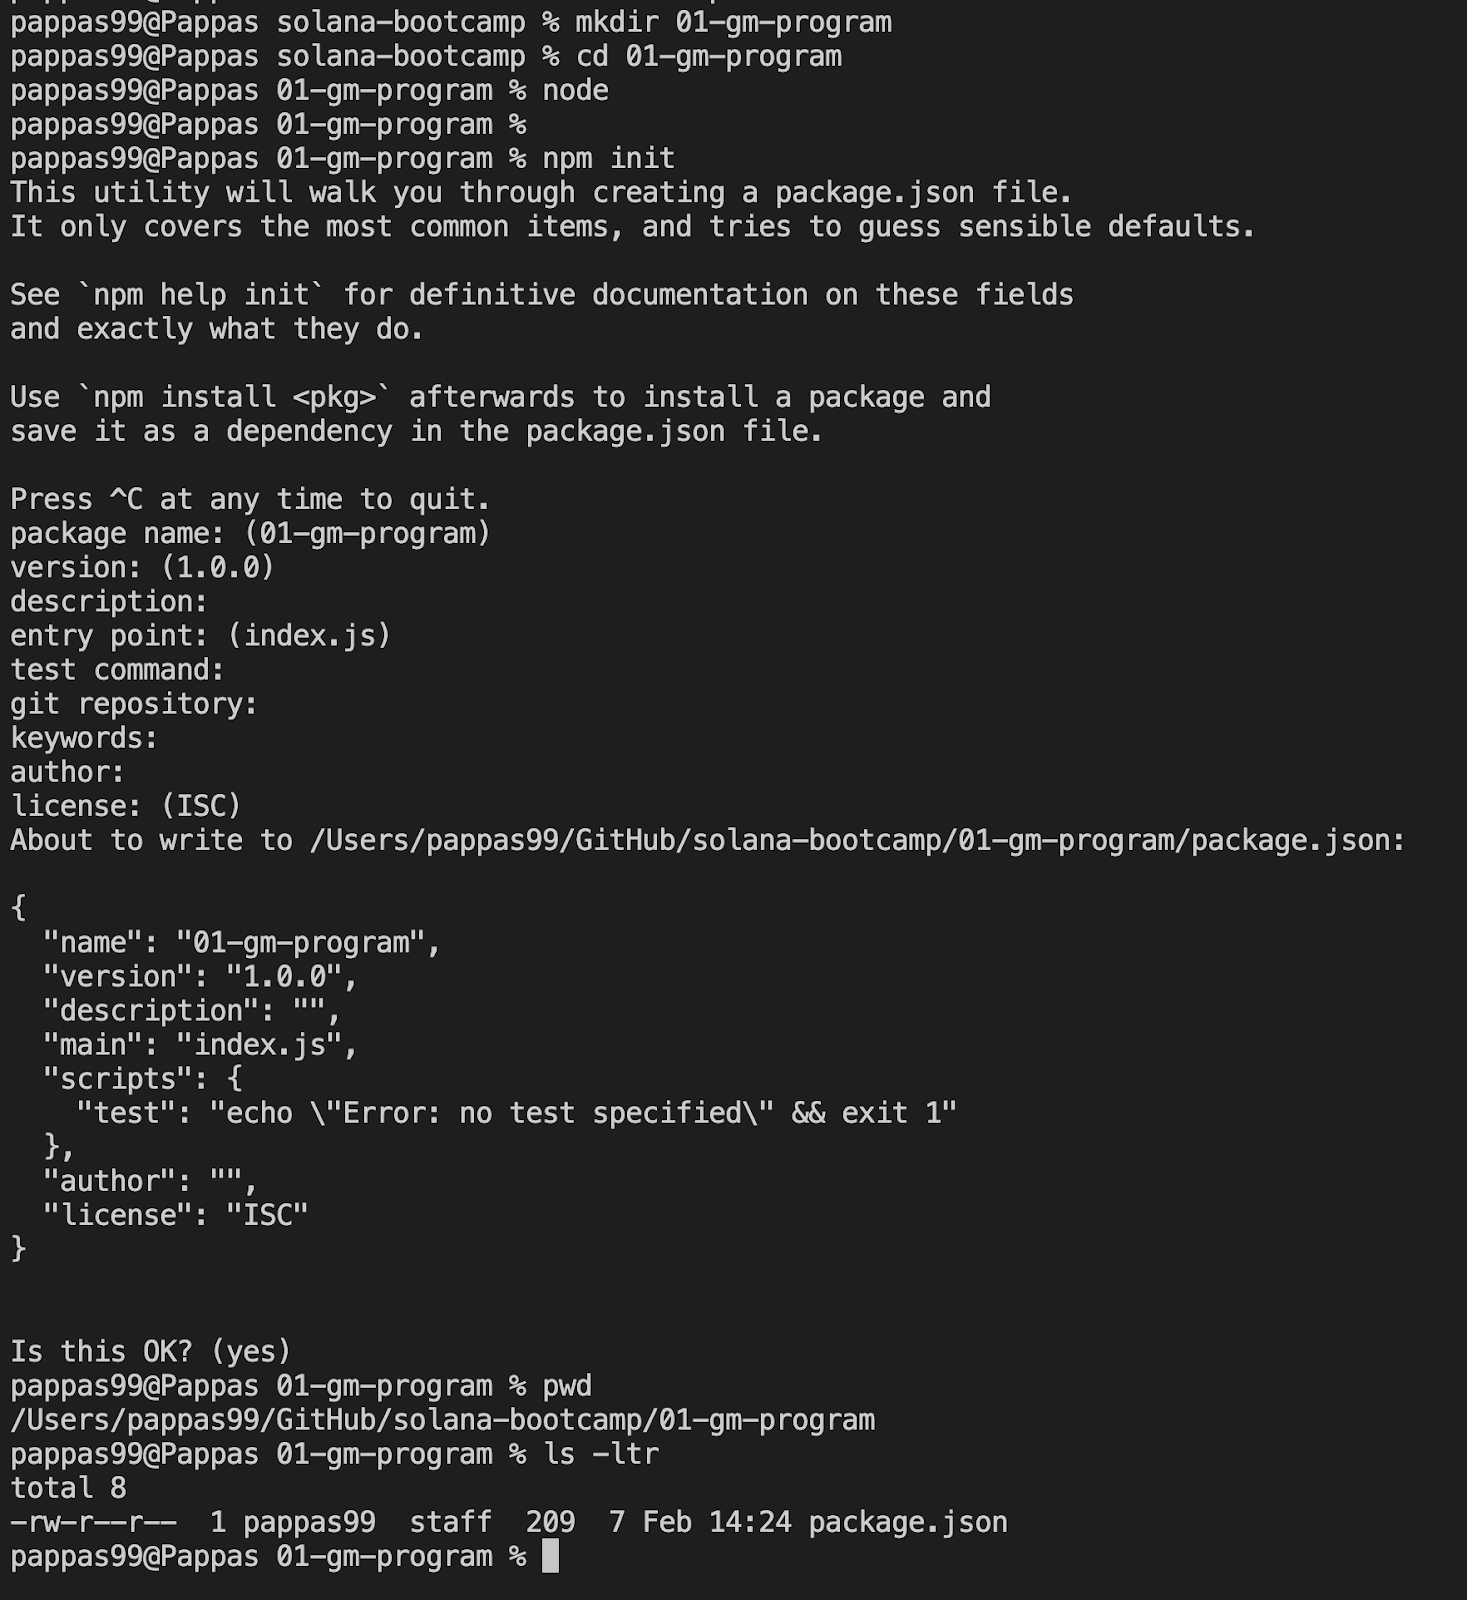 pappas99@Pappas solana-bootcamp % mkdir 01-gm-program
pappas99@Pappas solana-bootcamp % cd 01-gm-program
pappas99@Pappas 01-gm-program % node
pappas99@Pappas 01-gm-program %
pappas99@Pappas 01-gm-program % npm init
This utility will walk you through creating a package.json file.
It only covers the most common items, and tries to guess sensible defaults.

See `npm help init` for definitive documentation on these fields
and exactly what they do.

Use `npm install <pkg>` afterwards to install a package and
save it as a dependency in the package.json file.

Press ^C at any time to quit.
package name: (01-gm-program)
version: (1.0.0)
description:
entry point: (index.js)
test command:
git repository:
keywords:
author:
license: (ISC)
About to write to /Users/pappas99/GitHub/solana-bootcamp/01-gm-program/package.json:

{
  "name": "01-gm-program",
  "version": "1.0.0",
  "description": "",
  "main": "index.js",
  "scripts": {
    "test": "echo \"Error: no test specified\" && exit 1"
  },
  "author": "",
  "license": "ISC"
}


Is this OK? (yes)
pappas99@Pappas 01-gm-program % pwd
/Users/pappas99/GitHub/solana-bootcamp/01-gm-program
pappas99@Pappas 01-gm-program % ls -ltr
total 8
-rw-r--r--  1 pappas99  staff  209  7 Feb 14:24 package.json
pappas99@Pappas 01-gm-program %